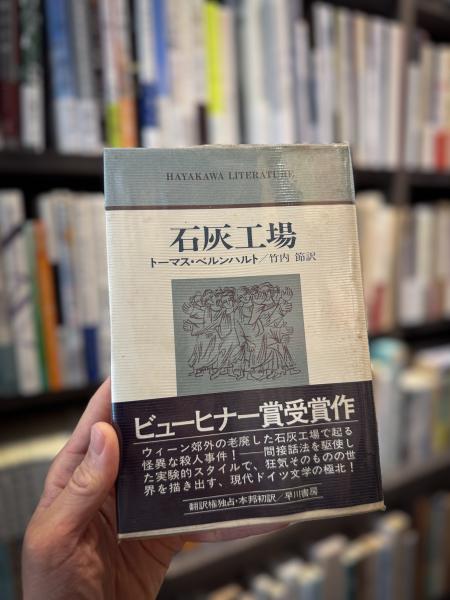 HAYAKAWA LITERATURE
石灰工場
トーマス・ベルンハルト/竹内 節訳
ビューヒナー賞受賞作
ウィーン郊外の老廃した石灰工場で起る
怪異な殺人事件!——間接話法を駆使し
た実験的スタイルで、狂気そのものの世
界を描き出す、現代ドイツ文学の極北!
翻訳権独占・本邦初訳/早川書房